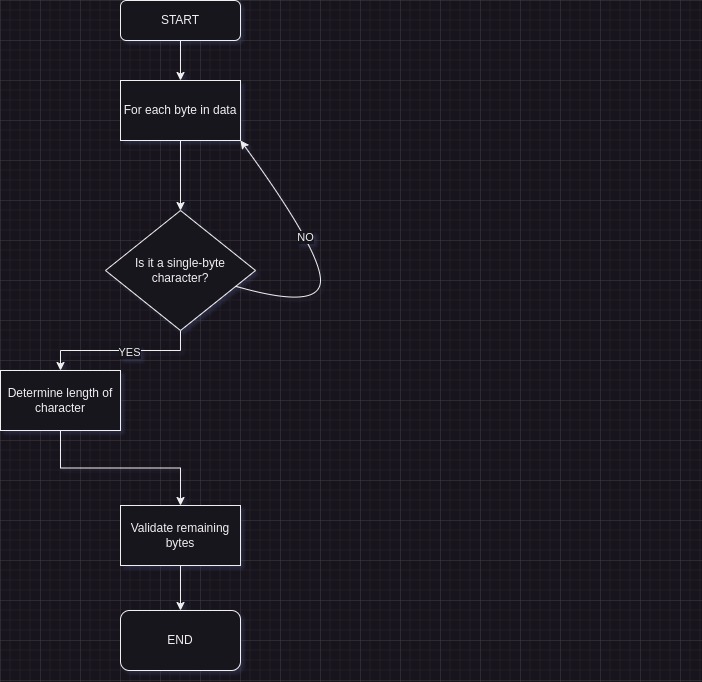 START
For each byte in data
NO
Is it a single-byte
character?
YES
Determine length of
character
Validate remaining
bytes
END